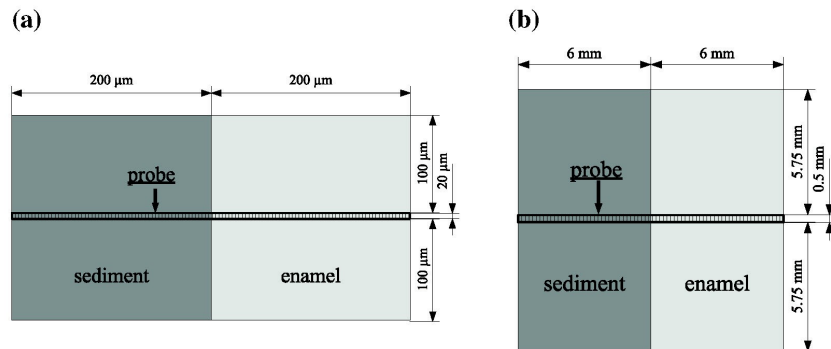 (a)
200 µm
200 µm
probe
100 µm
20 µm
sediment
enamel
100 µm
(b)
6 mm
6 mm
probe
5.75 mm
0.5 mm
sediment
enamel
5.75 mm